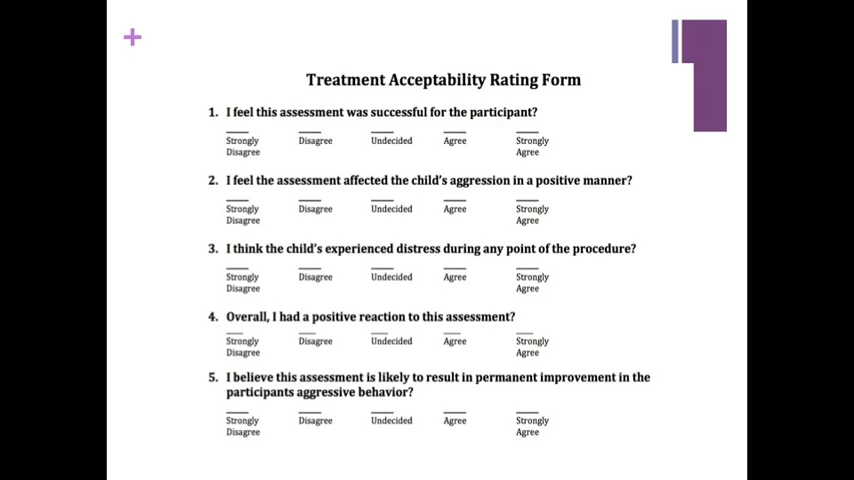 +
Treatment Acceptability Rating Form
1. I feel this assessment was successful for the participant?
Strongly Disagree Disagree Undecided Agree Strongly Agree
2. I feel the assessment affected the child's aggression in a positive manner?
Strongly Disagree Disagree Undecided Agree Strongly Agree
3. I think the child's experienced distress during any point of the procedure?
Strongly Disagree Disagree Undecided Agree Strongly Agree
4. Overall, I had a positive reaction to this assessment?
Strongly Disagree Disagree Undecided Agree Strongly Agree
5. I believe this assessment is likely to result in permanent improvement in the
participants aggressive behavior?
Strongly Disagree Disagree Undecided Agree Strongly Agree